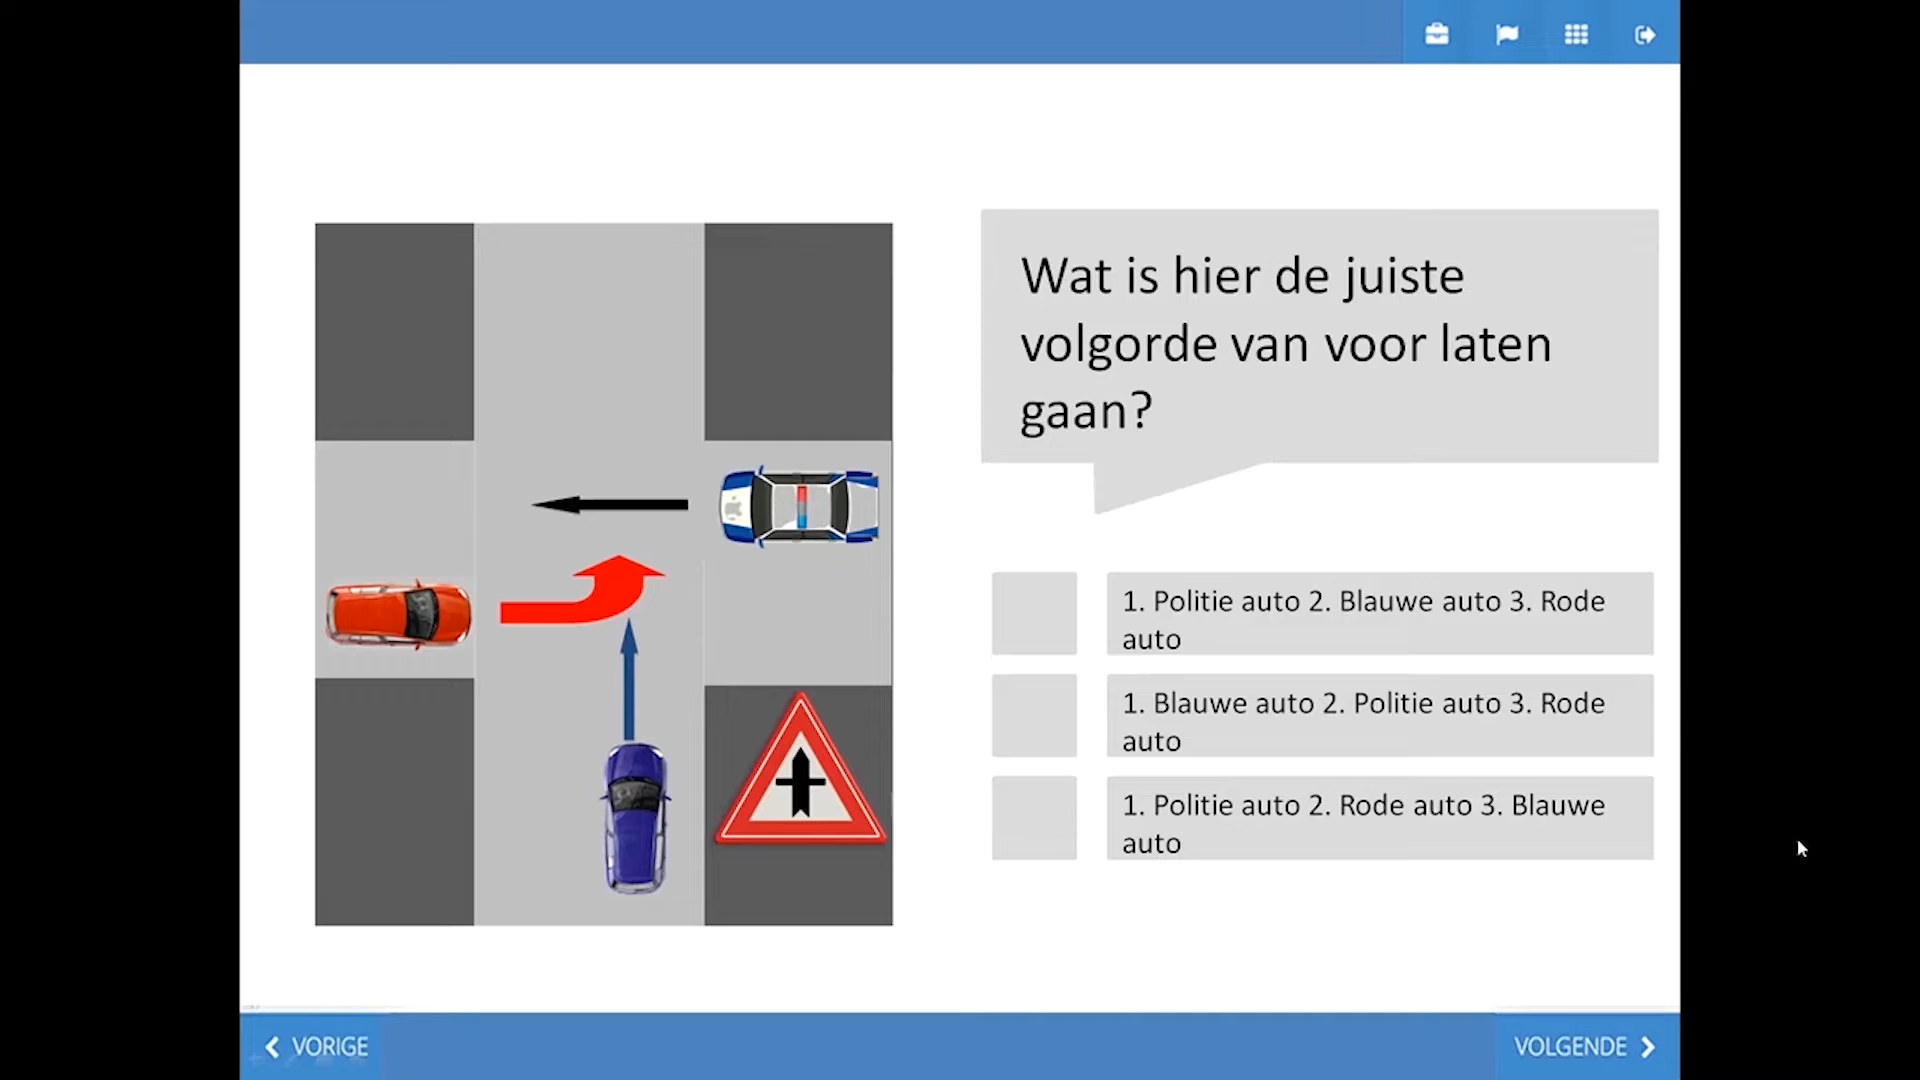 Wat is hier de juiste
volgorde van voor laten
gaan?
1. Politie auto 2. Blauwe auto 3. Rode
auto
1. Blauwe auto 2. Politie auto 3. Rode
auto
1. Politie auto 2. Rode auto 3. Blauwe
auto
VORIGE
VOLGENDE